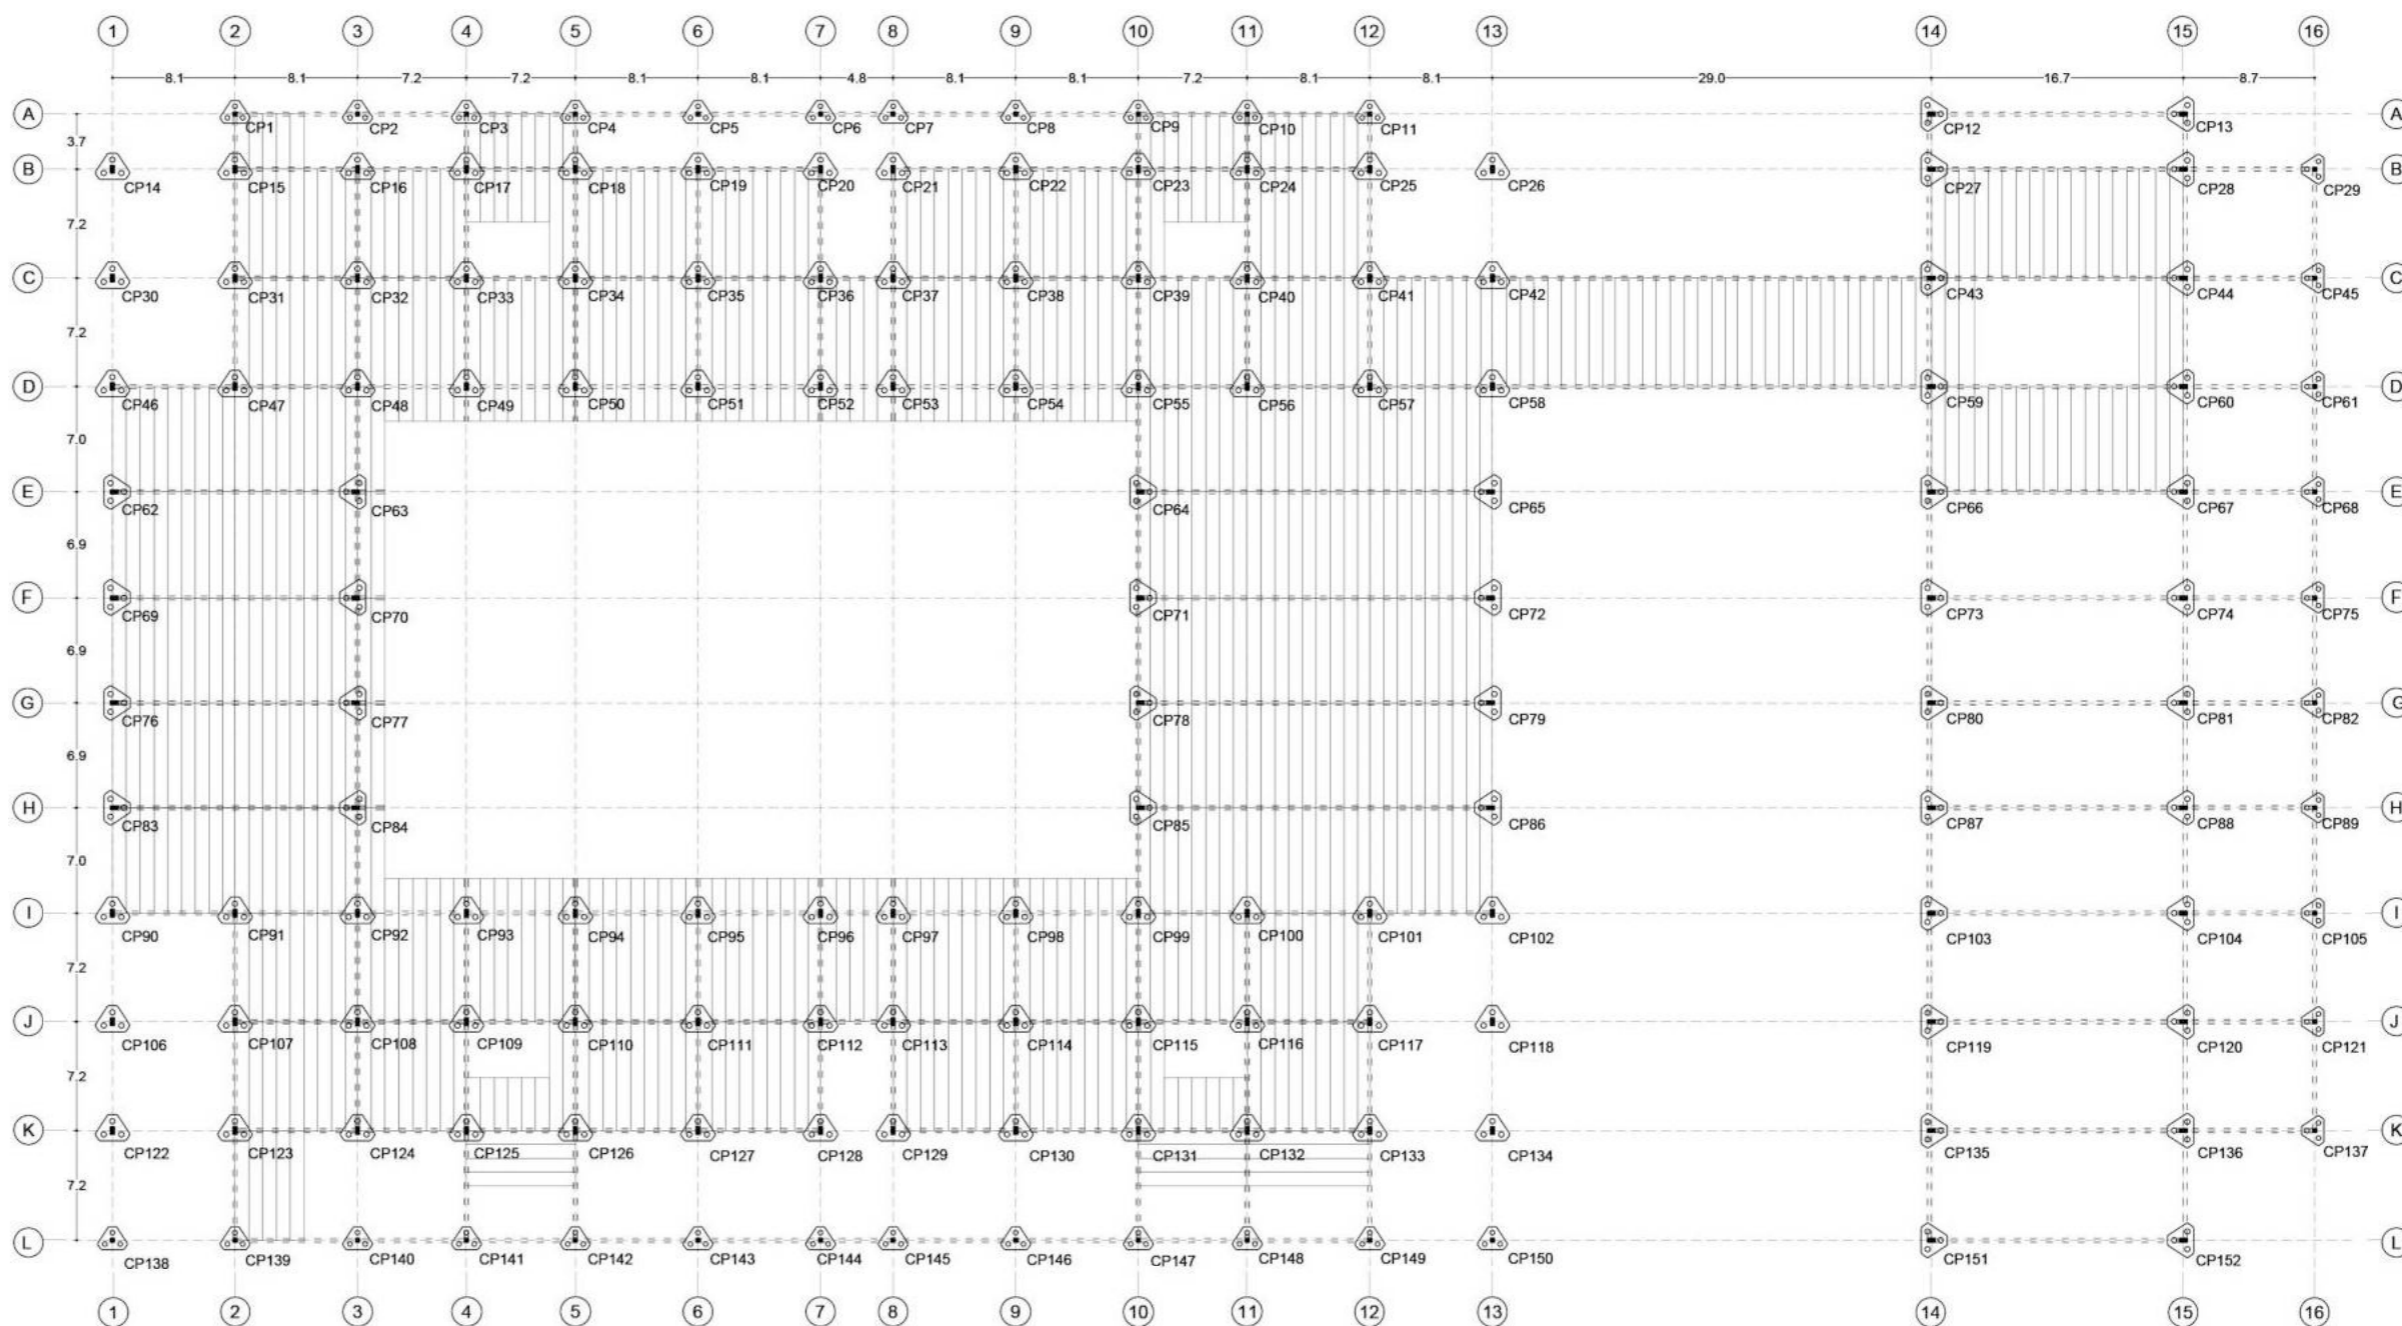 1 2 3 4 5 6 7 8 9 10 11 12 13 14 15 16
8.1 8.1 7.2 7.2 8.1 8.1 4.8 8.1 8.1 7.2 8.1 8.1 29.0 16.7 8.7
A A
CP1 CP2 CP3 CP4 CP5 CP6 CP7 CP8 CP9 CP10 CP11 CP12 CP13
3.7
B B
CP14 CP15 CP16 CP17 CP18 CP19 CP20 CP21 CP22 CP23 CP24 CP25 CP26 CP27 CP28 CP29
7.2
C C
CP30 CP31 CP32 CP33 CP34 CP35 CP36 CP37 CP38 CP39 CP40 CP41 CP42 CP43 CP44 CP45
7.2
D D
CP46 CP47 CP48 CP49 CP50 CP51 CP52 CP53 CP54 CP55 CP56 CP57 CP58 CP59 CP60 CP61
7.0
E E
CP62 CP63 CP64 CP65 CP66 CP67 CP68
6.9
F F
CP69 CP70 CP71 CP72 CP73 CP74 CP75
6.9
G G
CP76 CP77 CP78 CP79 CP80 CP81 CP82
6.9
H H
CP83 CP84 CP85 CP86 CP87 CP88 CP89
7.0
I I
CP90 CP91 CP92 CP93 CP94 CP95 CP96 CP97 CP98 CP99 CP100 CP101 CP102 CP103 CP104 CP105
7.2
J J
CP106 CP107 CP108 CP109 CP110 CP111 CP112 CP113 CP114 CP115 CP116 CP117 CP118 CP119 CP120 CP121
7.2
K K
CP122 CP123 CP124 CP125 CP126 CP127 CP128 CP129 CP130 CP131 CP132 CP133 CP134 CP135 CP136 CP137
7.2
L L
CP138 CP139 CP140 CP141 CP142 CP143 CP144 CP145 CP146 CP147 CP148 CP149 CP150 CP151 CP152
1 2 3 4 5 6 7 8 9 10 11 12 13 14 15 16